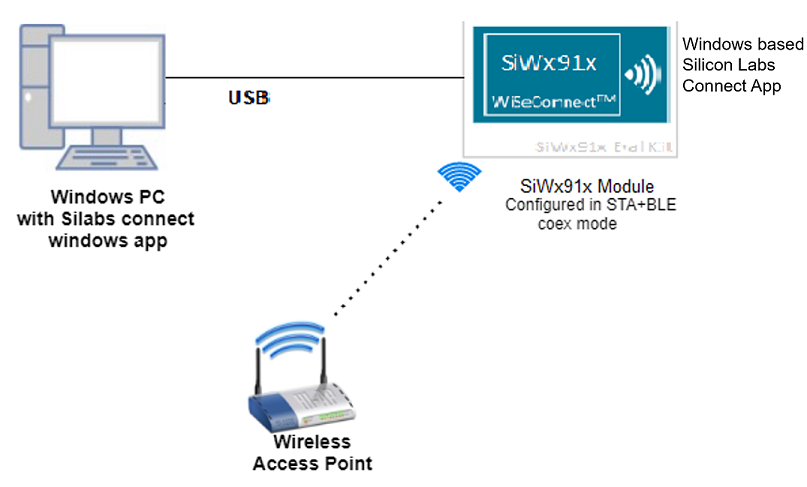 SiWx91x
WiSeConnect™
SiWx91x Eval Kit
Windows based
Silicon Labs
Connect App
USB
Windows PC
with Silabs connect
windows app
SiWx91x Module
Configured in STA+BLE
coex mode
Wireless
Access Point